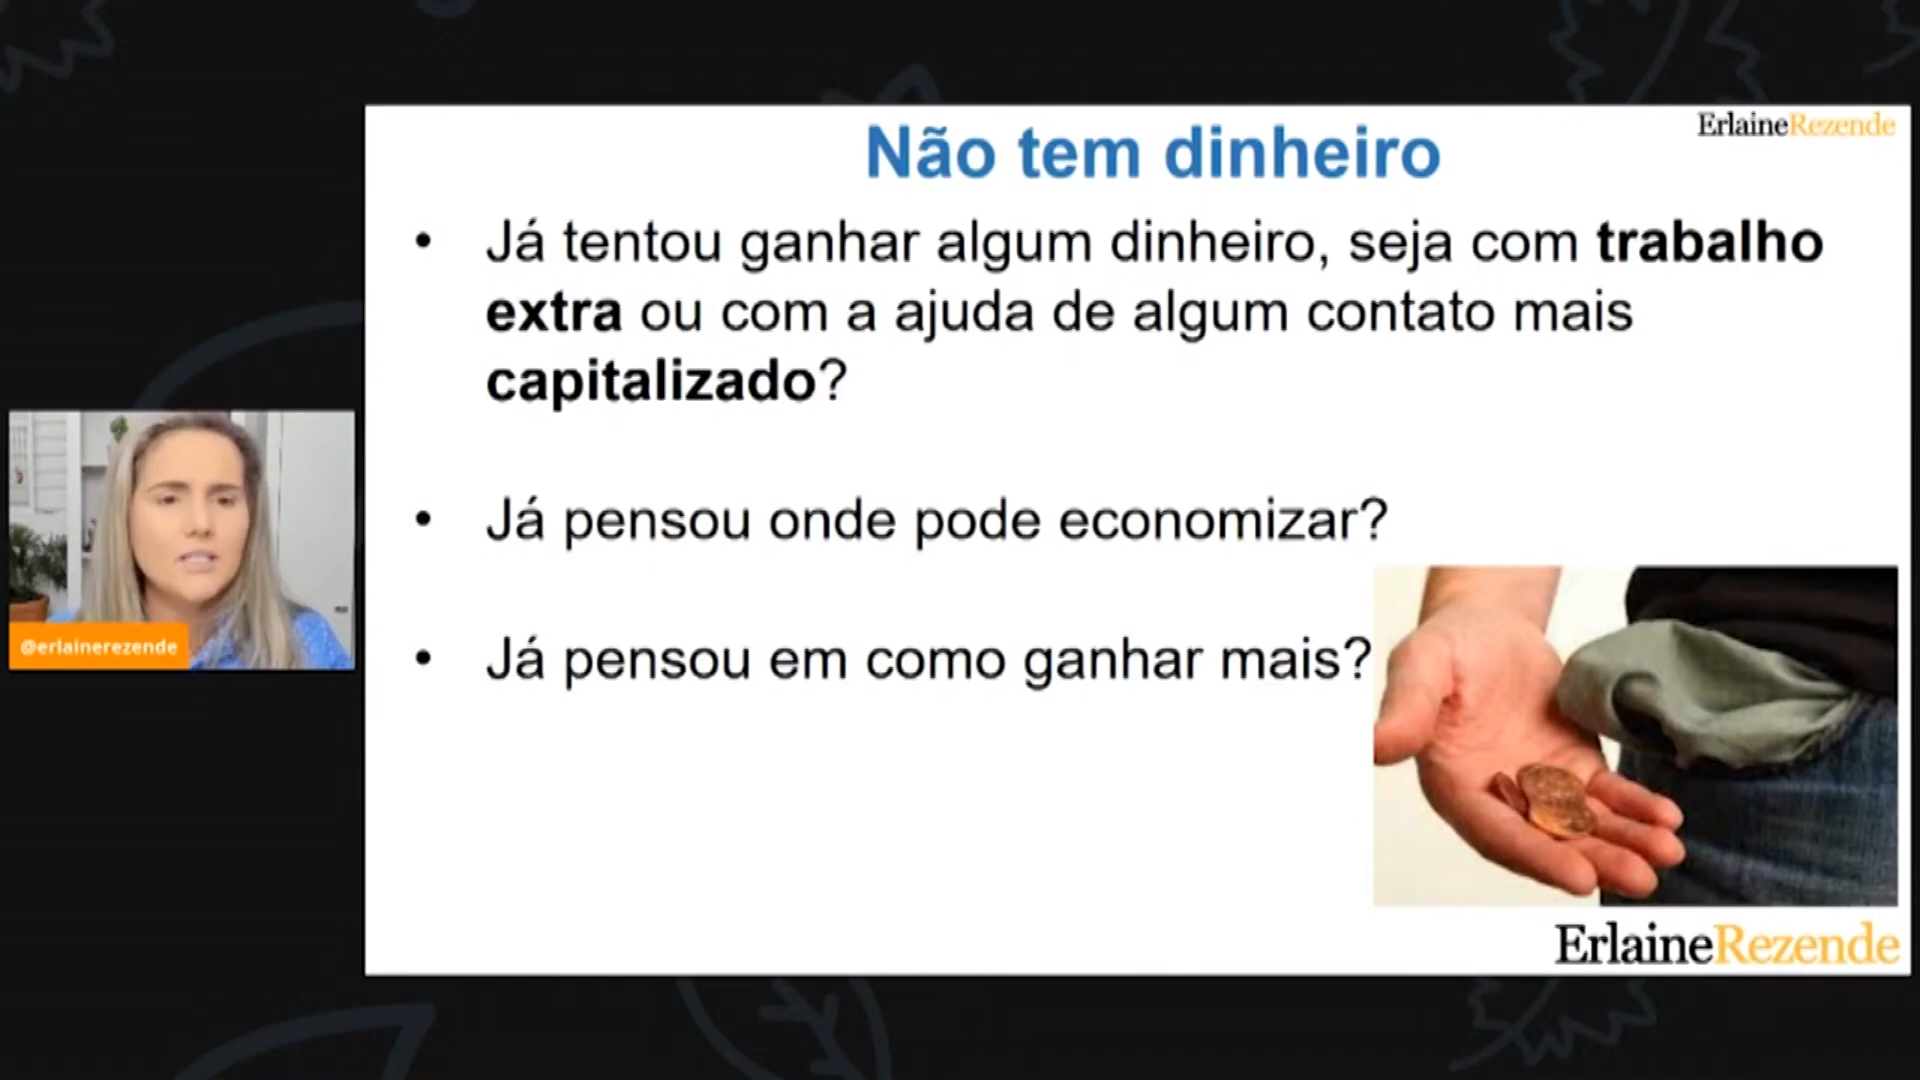 ErlaineRezende
Não tem dinheiro
• Já tentou ganhar algum dinheiro, seja com trabalho
extra ou com a ajuda de algum contato mais
capitalizado?
• Já pensou onde pode economizar?
• Já pensou em como ganhar mais?
@erlainerezende
ErlaineRezende